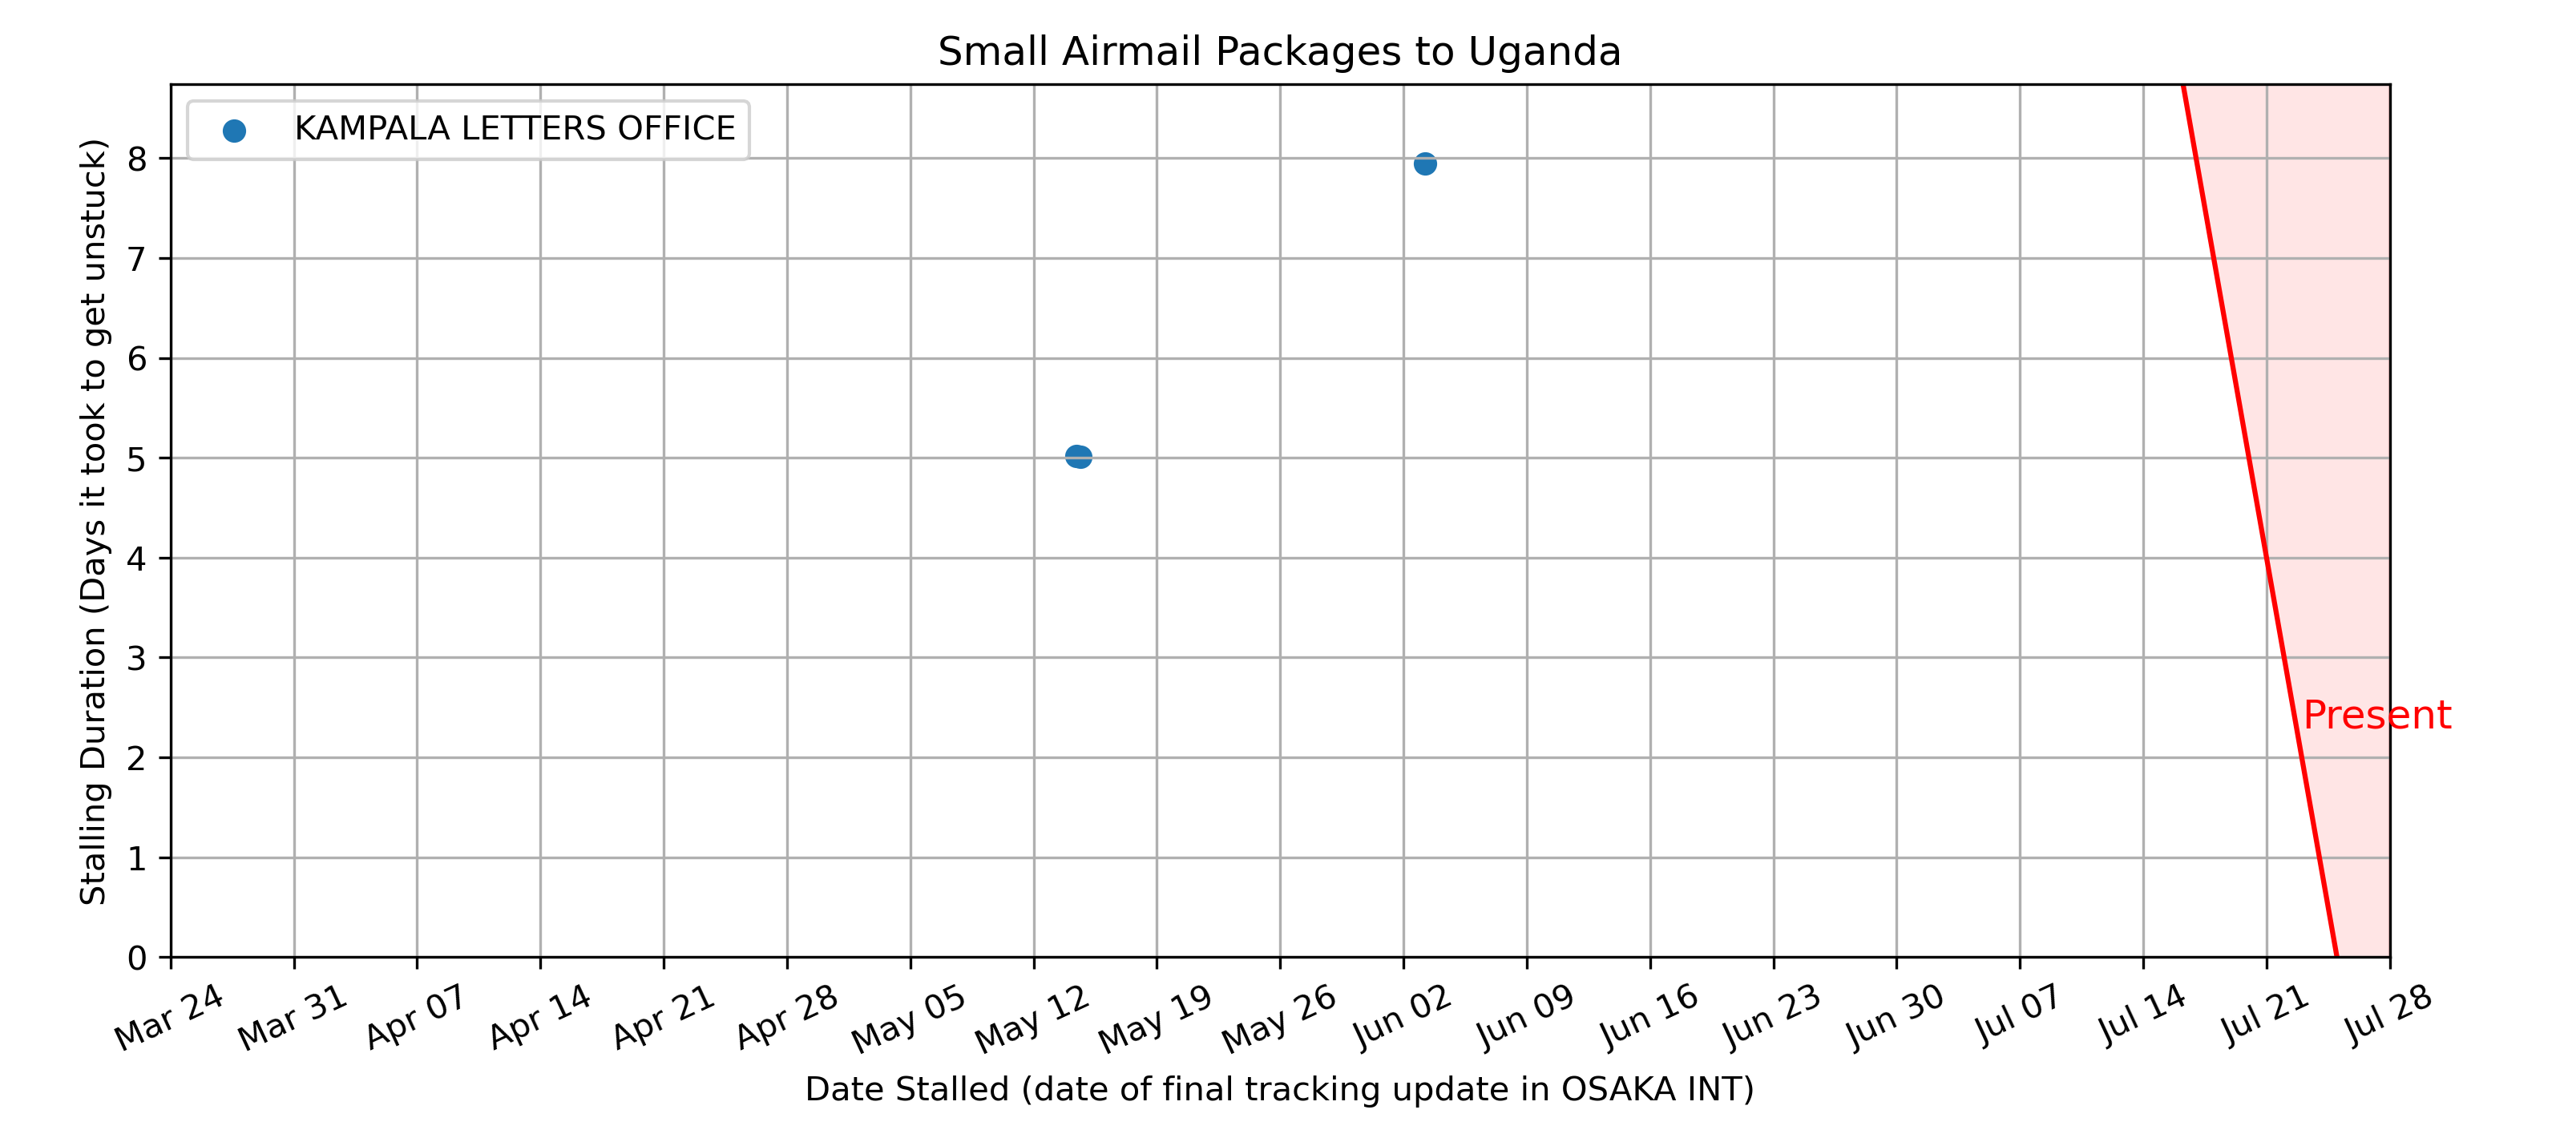 Small Airmail Packages to Uganda
KAMPALA LETTERS OFFICE
Stalling Duration (Days it took to get unstuck)
8
7
6
5
4
3
2
1
0
Present
Mar 24
Mar 31
Apr 07
Apr 14
Apr 21
Apr 28
May 05
May 12
May 19
May 26
Jun 02
Jun 09
Jun 16
Jun 23
Jun 30
Jul 07
Jul 14
Jul 21
Jul 28
Date Stalled (date of final tracking update in OSAKA INT)